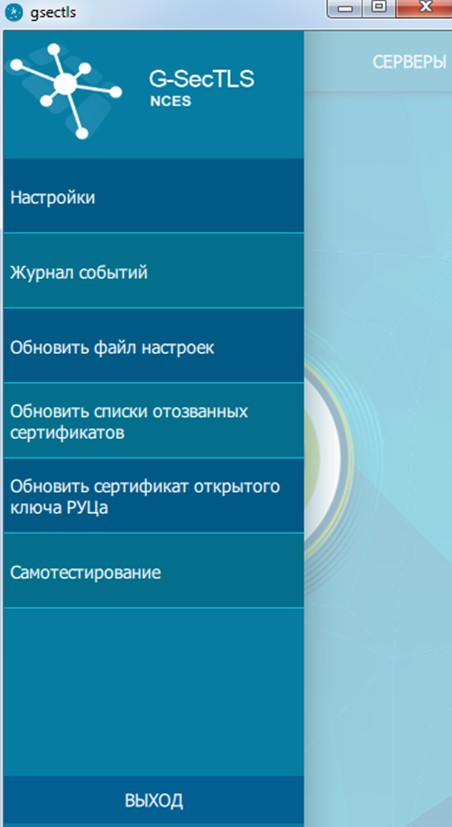 gsectls
СЕРВЕРЫ
G-SecTLS
NCES
Настройки
Журнал событий
Обновить файл настроек
Обновить списки отозванных
сертификатов
Обновить сертификат открытого
ключа РУЦа
Самотестирование
ВЫХОД